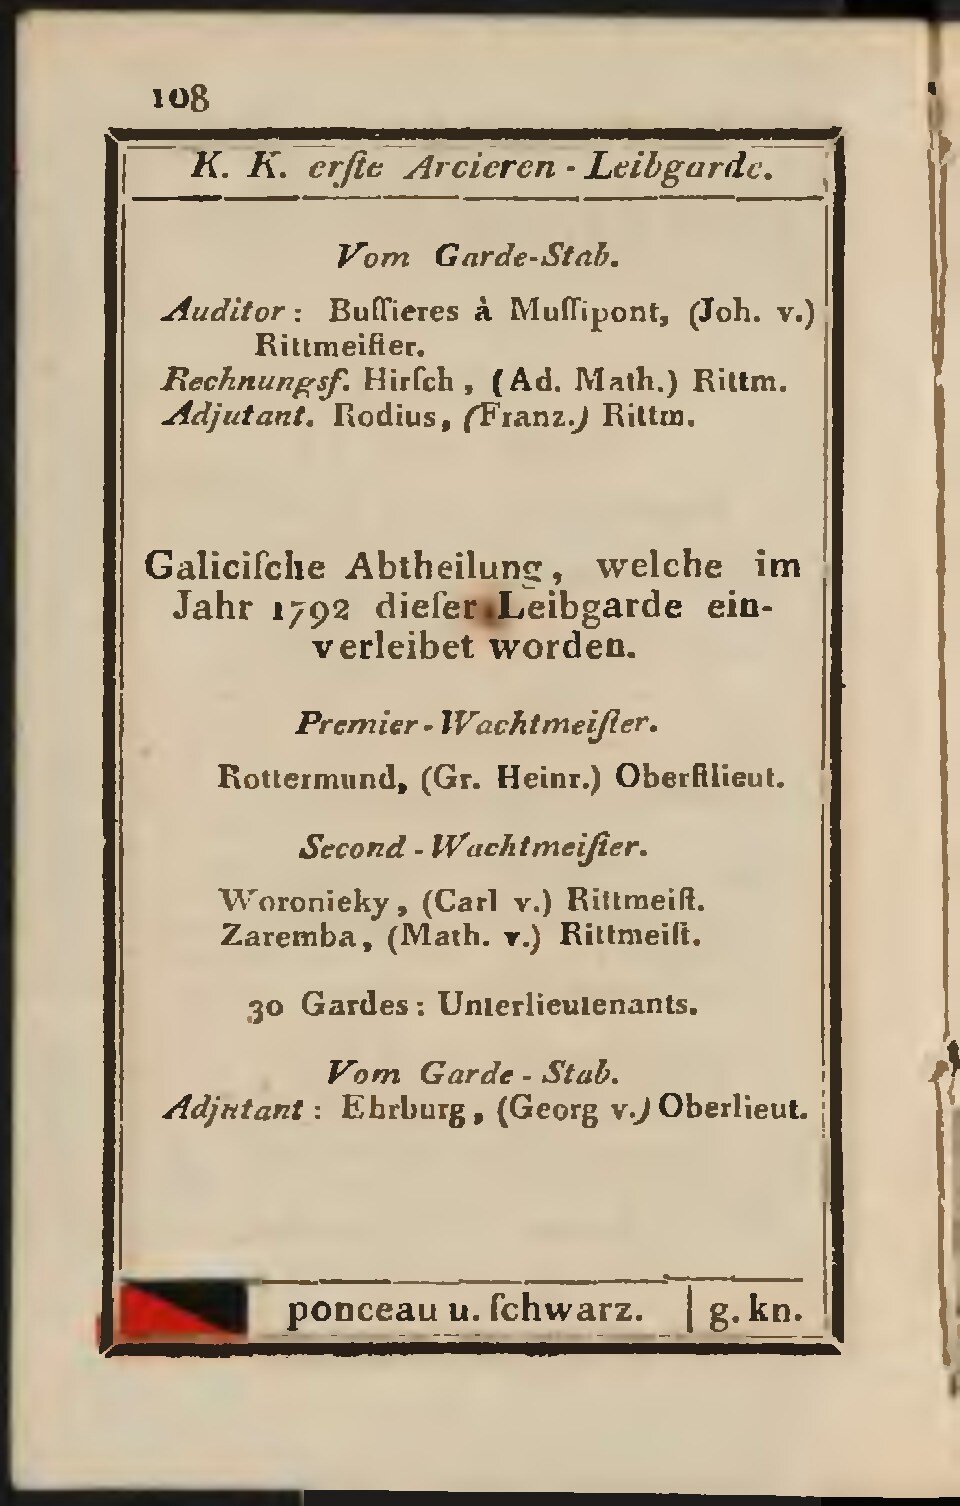 108
K. K. erſte Arcieren-Leibgarde.
Vom Garde-Stab.
Auditor: Buſſieres à Muſſipont, (Joh. v.)
Rittmeiſter.
Rechnungsf. Hirſch, (Ad. Math.) Rittm.
Adjutant. Rodius, (Franz.) Rittm.
Galiciſche Abtheilung, welche im
Jahr 1792 dieſer Leibgarde ein-
verleibet worden.
Premier-Wachtmeiſter.
Rottermund, (Gr. Heinr.) Oberſtlieut.
Second-Wachtmeiſter.
Woronieky, (Carl v.) Rittmeiſt.
Zaremba, (Math. v.) Rittmeiſt.
30 Gardes: Unterlieutenants.
Vom Garde-Stab.
Adjutant: Ehrburg, (Georg v.) Oberlieut.
ponceau u. ſchwarz. | g. kn.